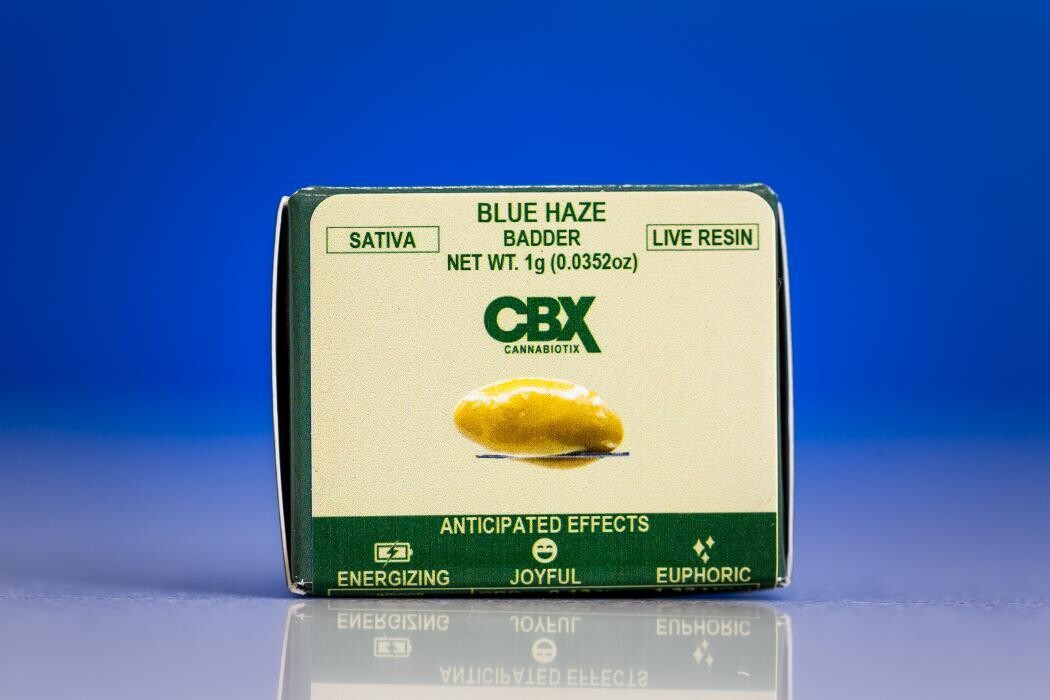 BLUE HAZE
SATIVA
BADDER
LIVE RESIN
NET WT. 1g (0.0352oz)
CBX
CANNABIOTIX
ANTICIPATED EFFECTS
ENERGIZING
JOYFUL
EUPHORIC